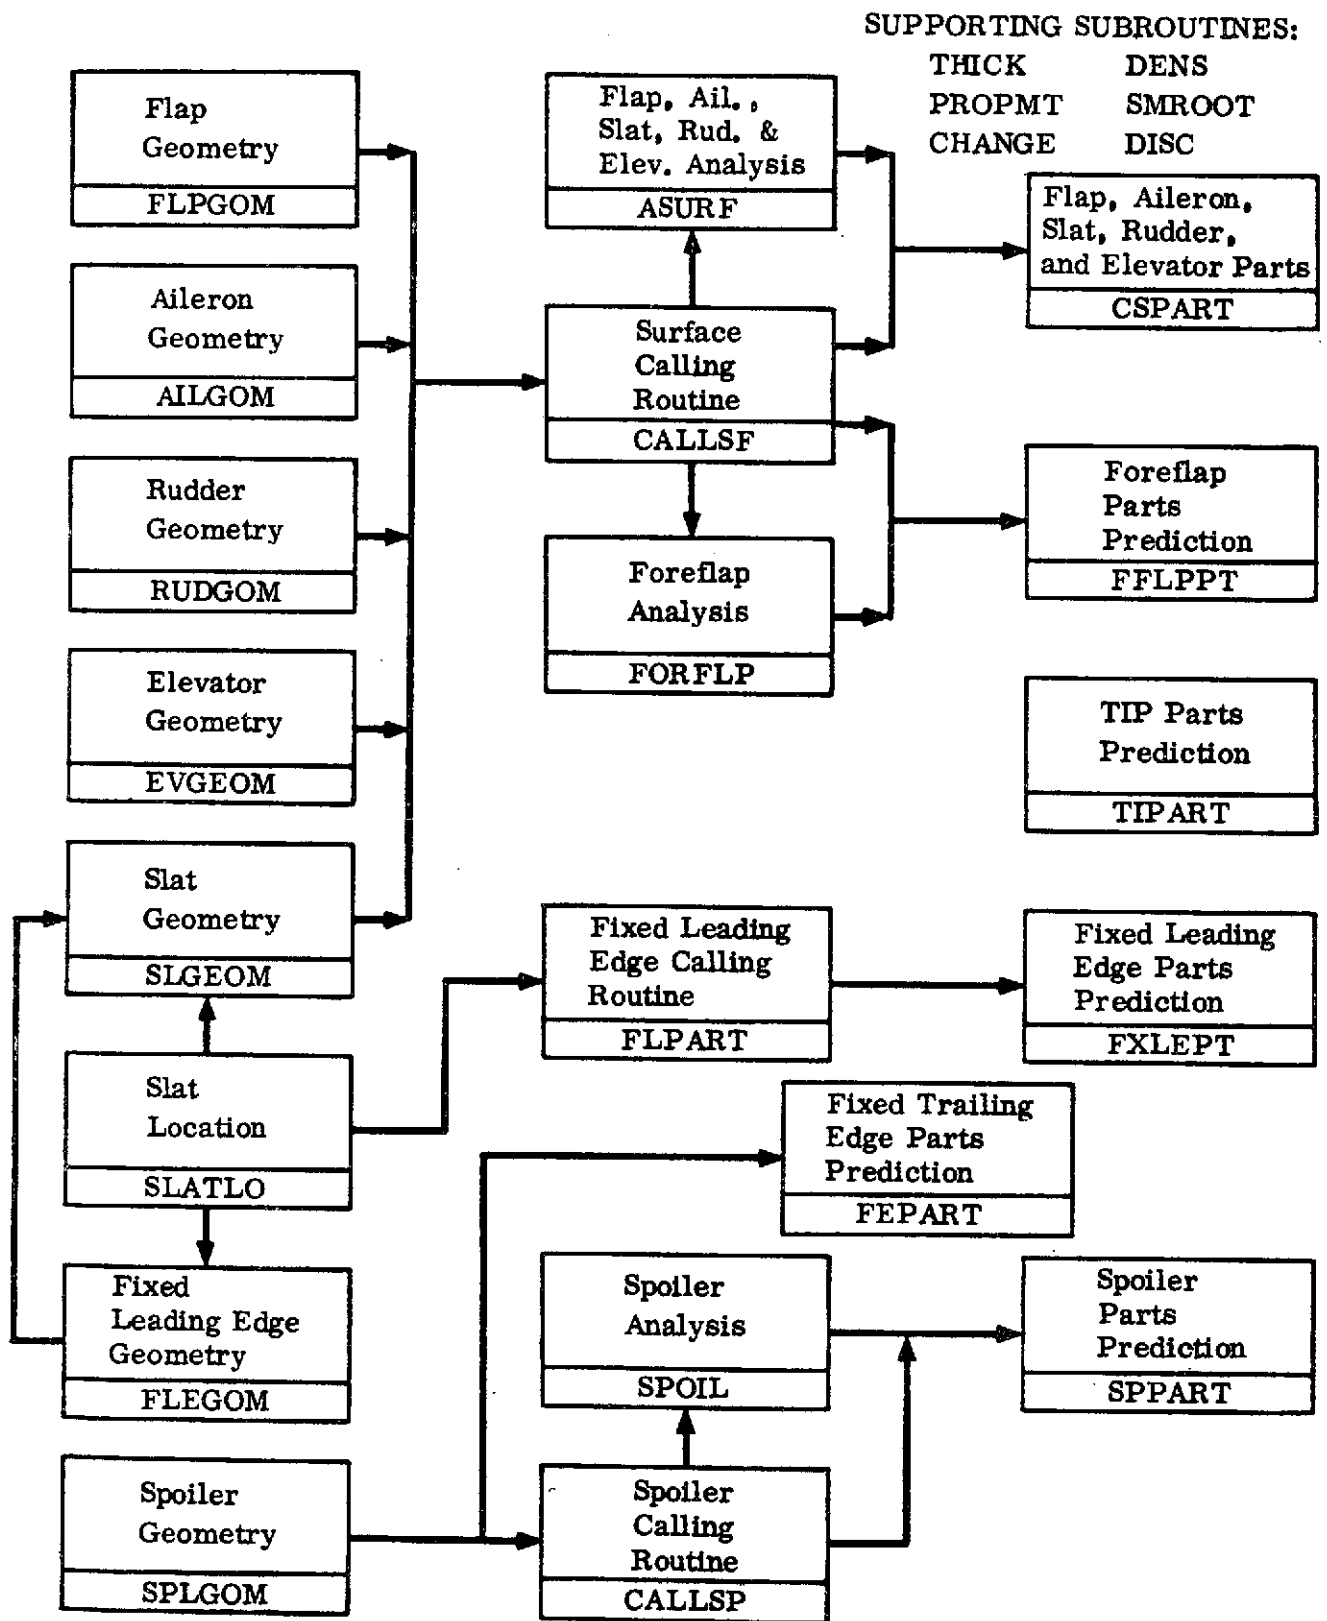 SUPPORTING SUBROUTINES:
THICK DENS
PROPMT SMROOT
CHANGE DISC
Flap
Geometry
FLPGOM
Flap, Ail.,
Slat, Rud. &
Elev. Analysis
ASURF
Flap, Aileron,
Slat, Rudder,
and Elevator Parts
CSPART
Aileron
Geometry
AILGOM
Surface
Calling
Routine
CALLSF
Rudder
Geometry
RUDGOM
Foreflap
Analysis
FORFLP
Foreflap
Parts
Prediction
FFLPPT
Elevator
Geometry
EVGEOM
TIP Parts
Prediction
TIPART
Slat
Geometry
SLGEOM
Fixed Leading
Edge Calling
Routine
FLPART
Fixed Leading
Edge Parts
Prediction
FXLEPT
Slat
Location
SLATLO
Fixed Trailing
Edge Parts
Prediction
FEPART
Fixed
Leading Edge
Geometry
FLEGOM
Spoiler
Analysis
SPOIL
Spoiler
Parts
Prediction
SPPART
Spoiler
Geometry
SPLGOM
Spoiler
Calling
Routine
CALLSP